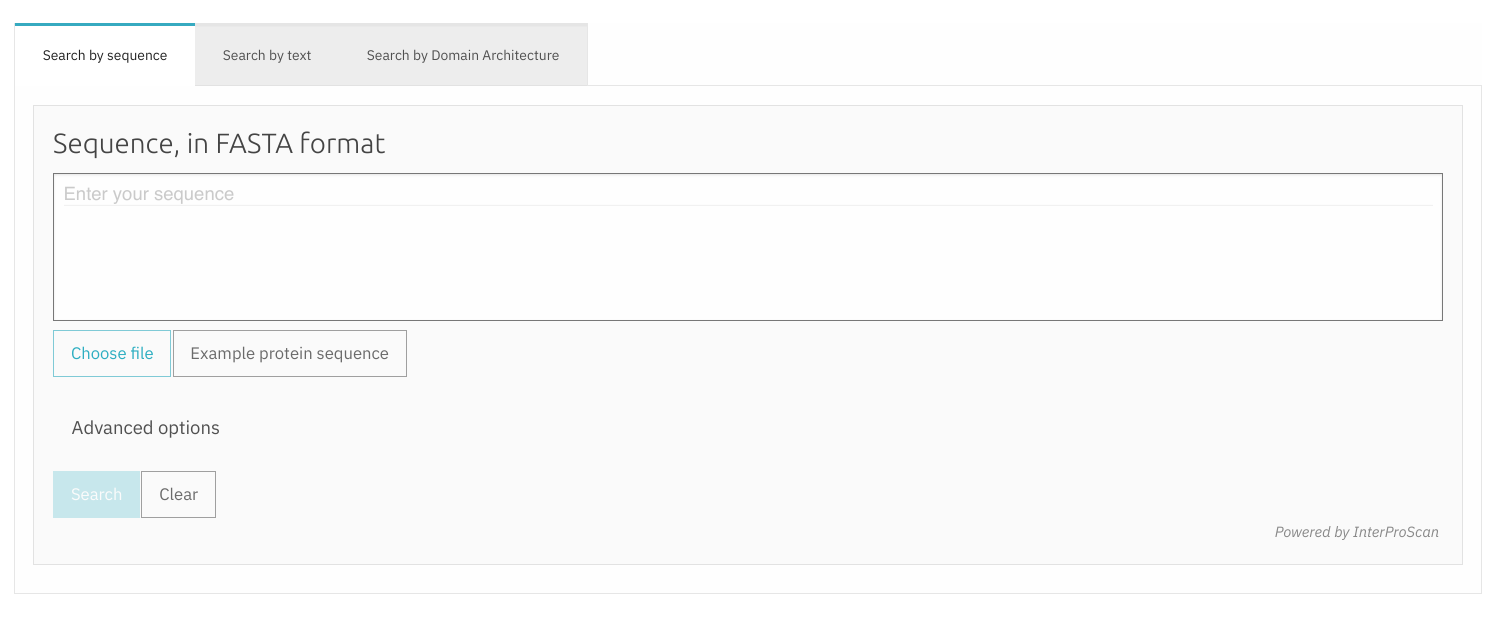 Search by sequence Search by text Search by Domain Architecture
Sequence, in FASTA format
Enter your sequence
Choose file Example protein sequence
Advanced options
Search Clear
Powered by InterProScan